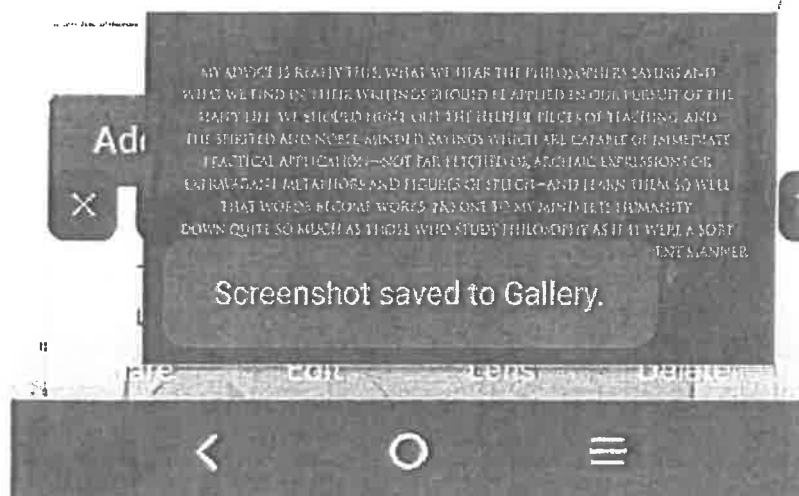 Add
MY ADVICE IS REALLY THIS: WHAT WE HEAR THE PHILOSOPHERS SAYING AND
WHAT WE FIND IN THEIR WRITINGS SHOULD BE APPLIED IN OUR PURSUIT OF THE
HAPPY LIFE. WE SHOULD HUNT OUT THE HELPFUL PIECES OF TEACHING, AND
THE SPIRITED AND NOBLE-MINDED SAYINGS WHICH ARE CAPABLE OF IMMEDIATE
PRACTICAL APPLICATION—NOT FAR FETCHED OR ARCHAIC EXPRESSIONS OR
EXTRAVAGANT METAPHORS AND FIGURES OF SPEECH—AND LEARN THEM SO WELL
THAT WORDS BECOME WORKS. NO ONE TO MY MIND LETS HUMANITY
DOWN QUITE SO MUCH AS THOSE WHO STUDY PHILOSOPHY AS IF IT WERE A SORT
MANNER
Screenshot saved to Gallery.
Edit Lens Delete